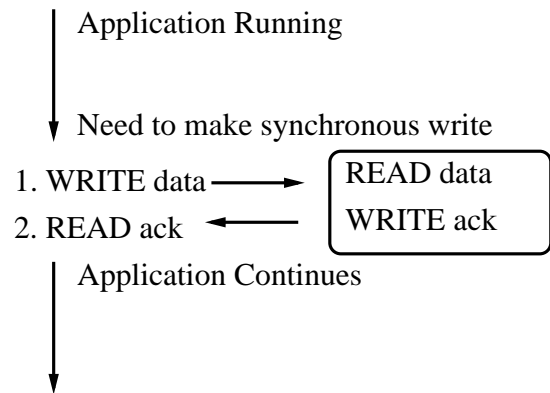 Application Running
Need to make synchronous write
1. WRITE data
READ data
2. READ ack
WRITE ack
Application Continues